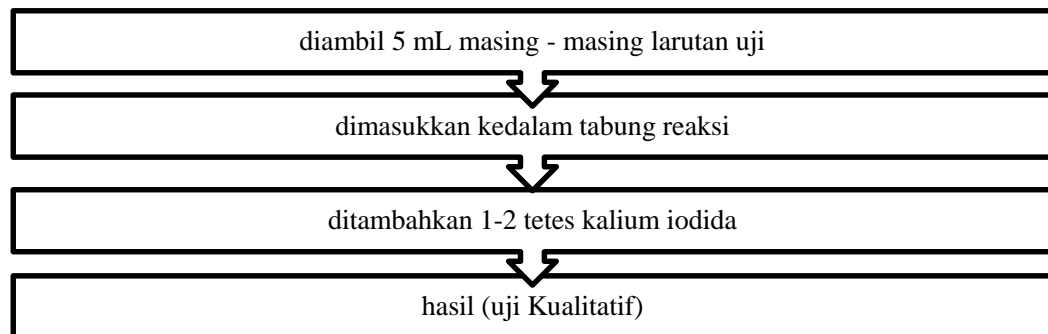 diambil 5 mL masing - masing larutan uji
dimasukkan kedalam tabung reaksi
ditambahkan 1-2 tetes kalium iodida
hasil (uji Kualitatif)